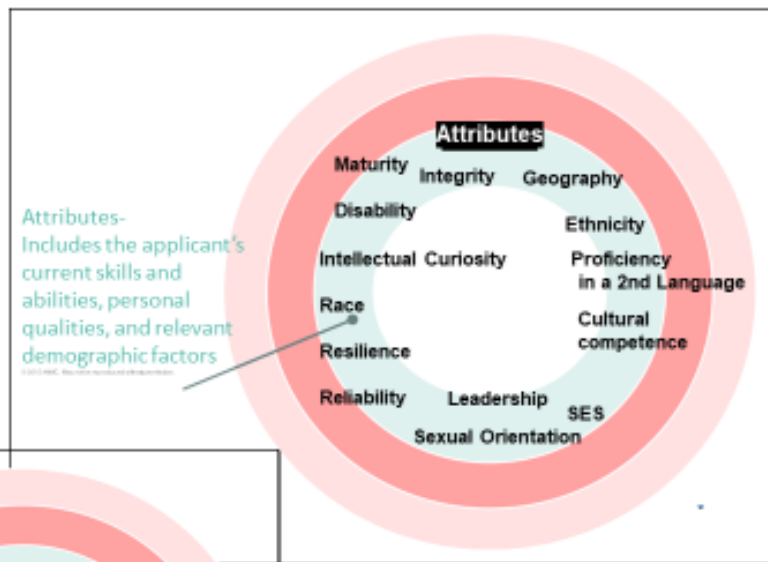 Attributes
Maturity
Integrity
Geography
Disability
Ethnicity
Intellectual Curiosity
Proficiency
in a 2nd Language
Race
Cultural
competence
Resilience
Reliability
Leadership
SES
Sexual Orientation
Attributes-
Includes the applicant's
current skills and
abilities, personal
qualities, and relevant
demographic factors